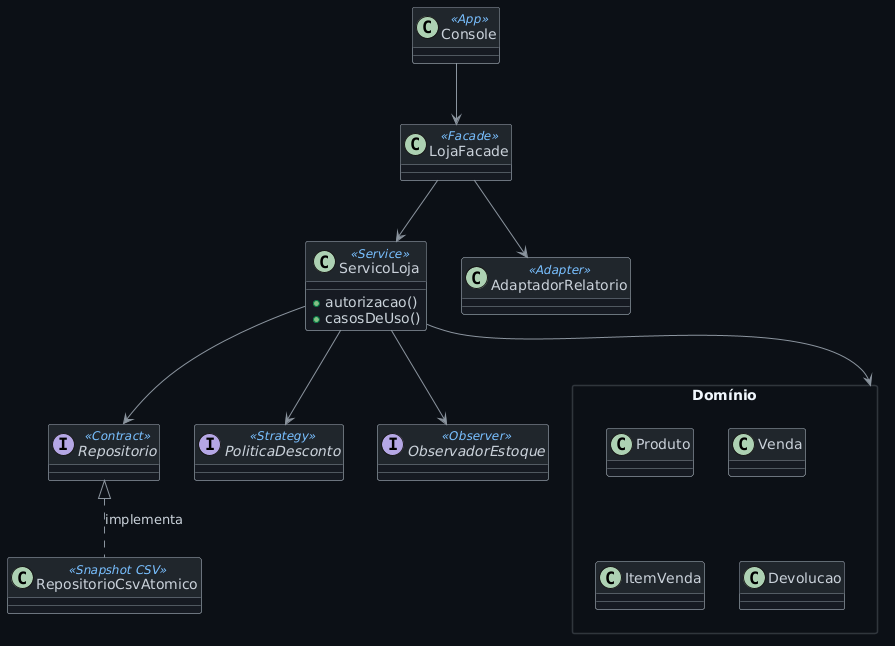 «App»
C Console
«Facade»
C LojaFacade
«Service»
C ServicoLoja
autorizacao()
casosDeUso()
«Adapter»
C AdaptadorRelatorio
«Contract»
I Repositorio
«Strategy»
I PoliticaDesconto
«Observer»
I ObservadorEstoque
Domínio
C Produto
C Venda
implementa
«Snapshot CSV»
C RepositorioCsvAtomico
C ItemVenda
C Devolucao